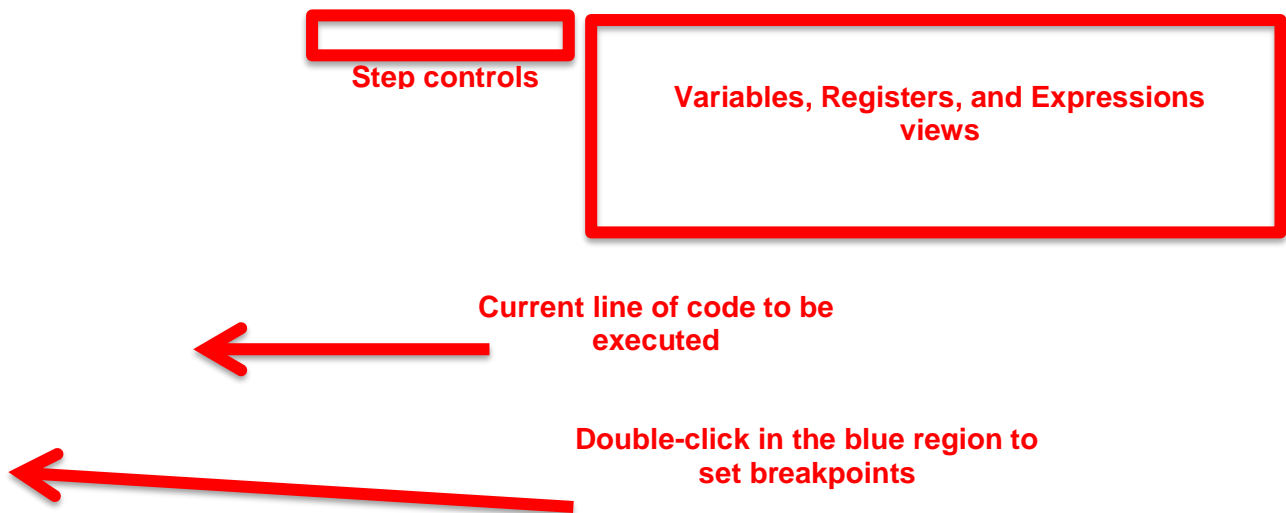 Step controls
Variables, Registers, and Expressions
views
Current line of code to be
executed
Double-click in the blue region to
set breakpoints